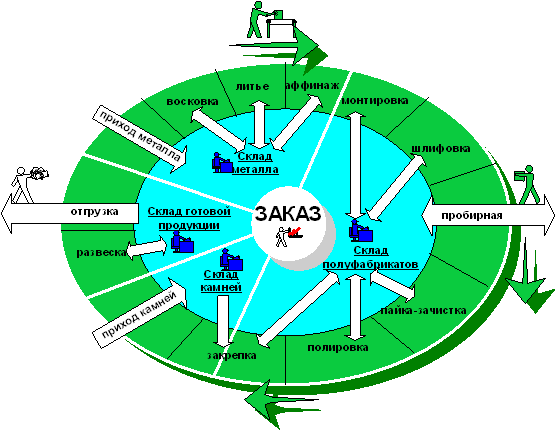 литье
аффинаж
восковка
монтировка
приход металла
шлифовка
Склад
металла
отгрузка
Склад готовой
продукции
ЗАКАЗ
пробирная
развеска
Склад
камней
Склад
полуфабрикатов
приход камней
пайка-зачистка
закрепка
полировка